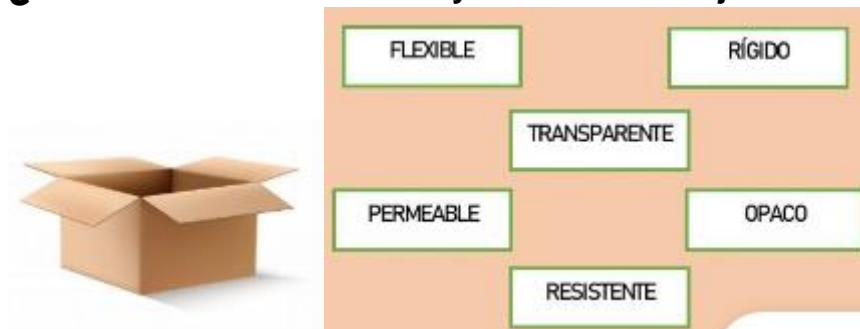 FLEXIBLE
RÍGIDO
TRANSPARENTE
PERMEABLE
OPACO
RESISTENTE